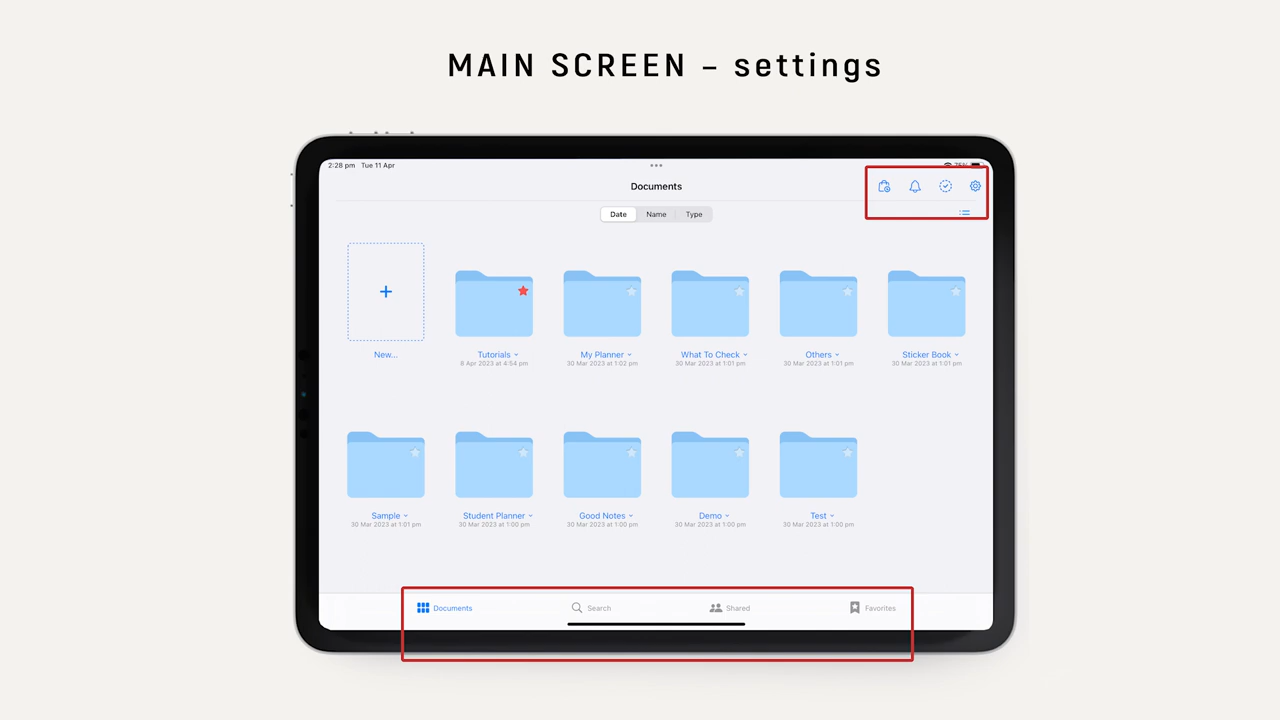 MAIN SCREEN – settings
2:28 pm Tue 11 Apr
75%
Documents
Date Name Type
New...
Tutorials
8 Apr 2023 at 4:54 pm
My Planner
30 Mar 2023 at 1:02 pm
What To Check
30 Mar 2023 at 1:01 pm
Others
30 Mar 2023 at 1:01 pm
Sticker Book
30 Mar 2023 at 1:01 pm
Sample
30 Mar 2023 at 1:01 pm
Student Planner
30 Mar 2023 at 1:00 pm
Good Notes
30 Mar 2023 at 1:00 pm
Demo
30 Mar 2023 at 1:00 pm
Test
30 Mar 2023 at 1:00 pm
Documents Search Shared Favorites